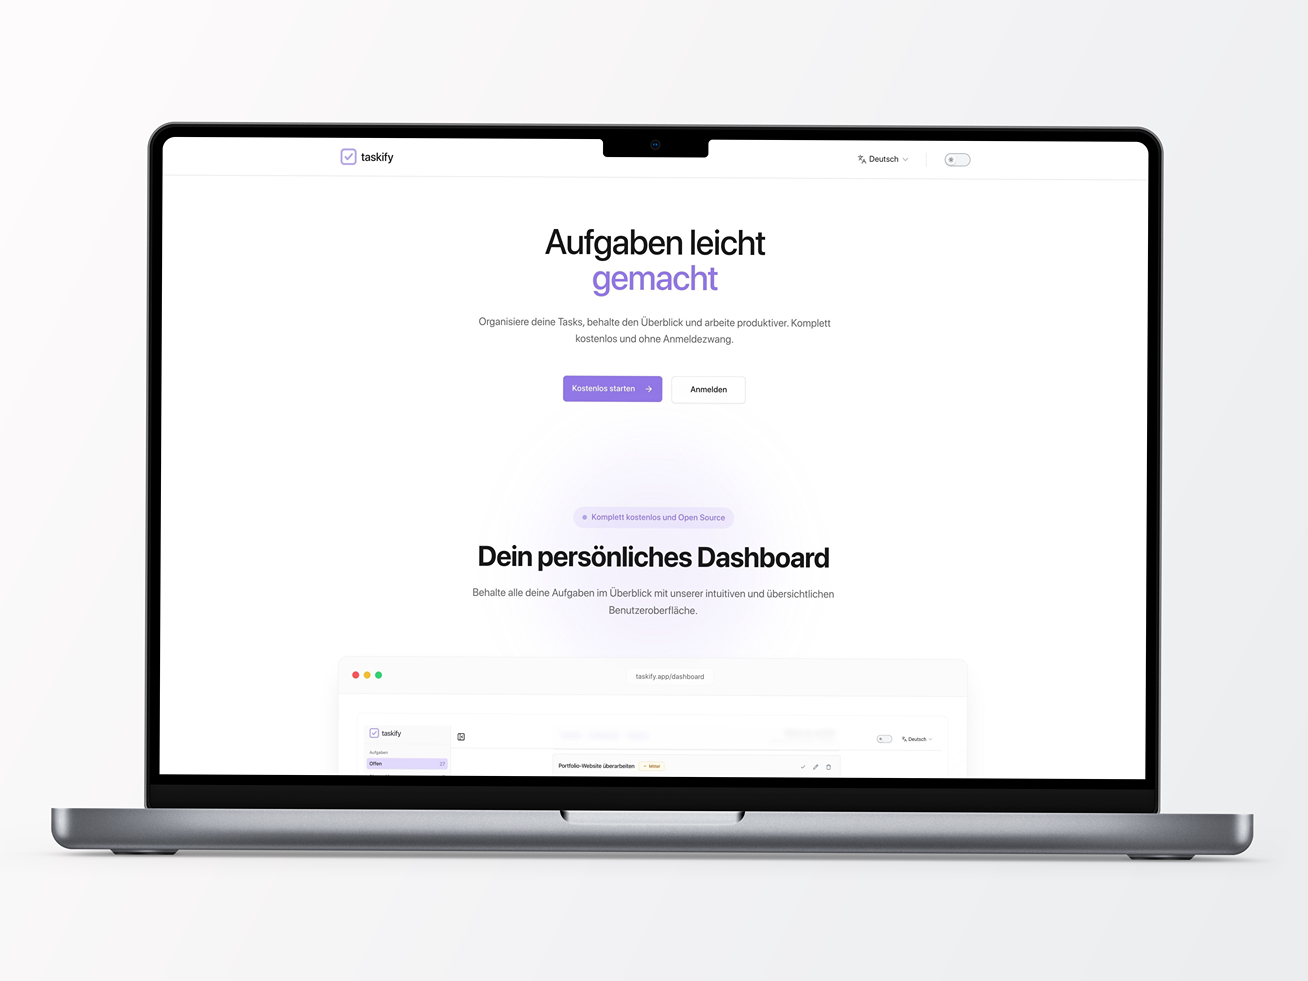 taskify
Deutsch
Aufgaben leicht
gemacht
Organisiere deine Tasks, behalte den Überblick und arbeite produktiver. Komplett
kostenlos und ohne Anmeldezwang.
Kostenlos starten
Anmelden
Komplett kostenlos und Open Source
Dein persönliches Dashboard
Behalte alle deine Aufgaben im Überblick mit unserer intuitiven und übersichtlichen
Benutzeroberfläche.
taskify.app/dashboard
taskify
Deutsch
Aufgaben
Offen 27
Portfolio-Website überarbeiten
Mittel